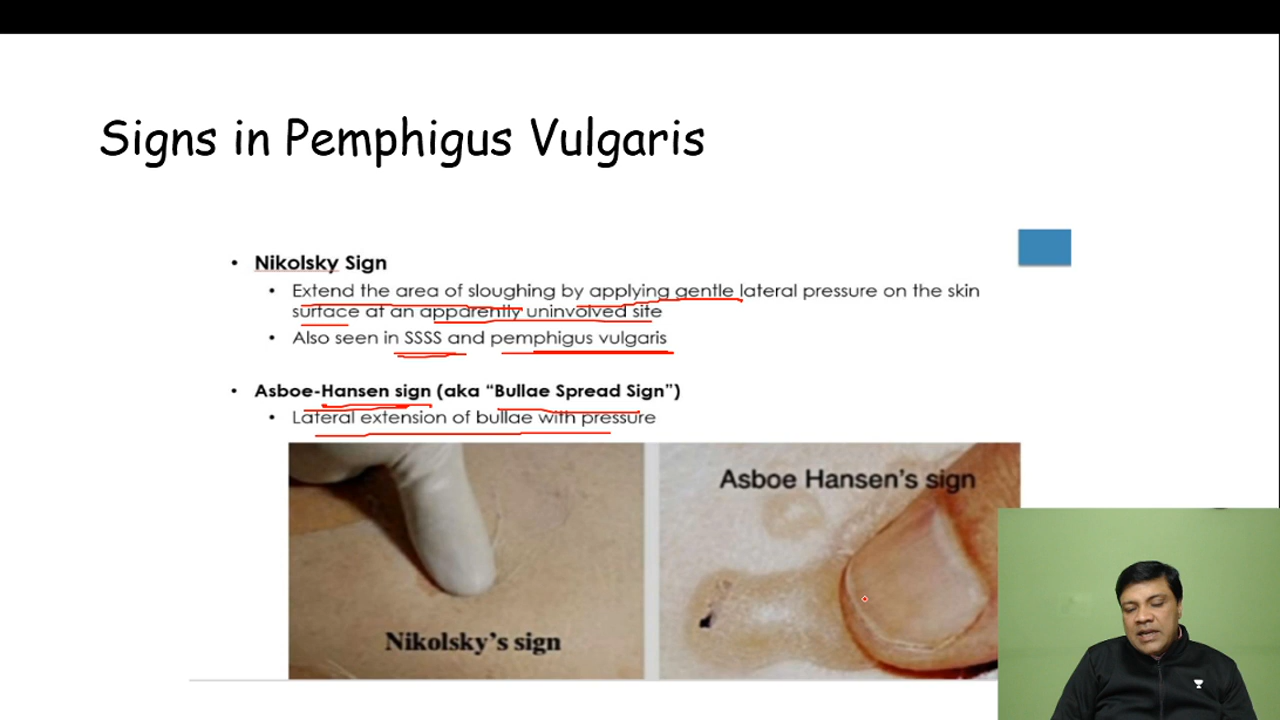 Signs in Pemphigus Vulgaris
• Nikolsky Sign
• Extend the area of sloughing by applying gentle lateral pressure on the skin
surface at an apparently uninvolved site
• Also seen in SSSS and pemphigus vulgaris
• Asboe-Hansen sign (aka “Bullae Spread Sign”)
• Lateral extension of bullae with pressure
Nikolsky’s sign
Asboe Hansen’s sign